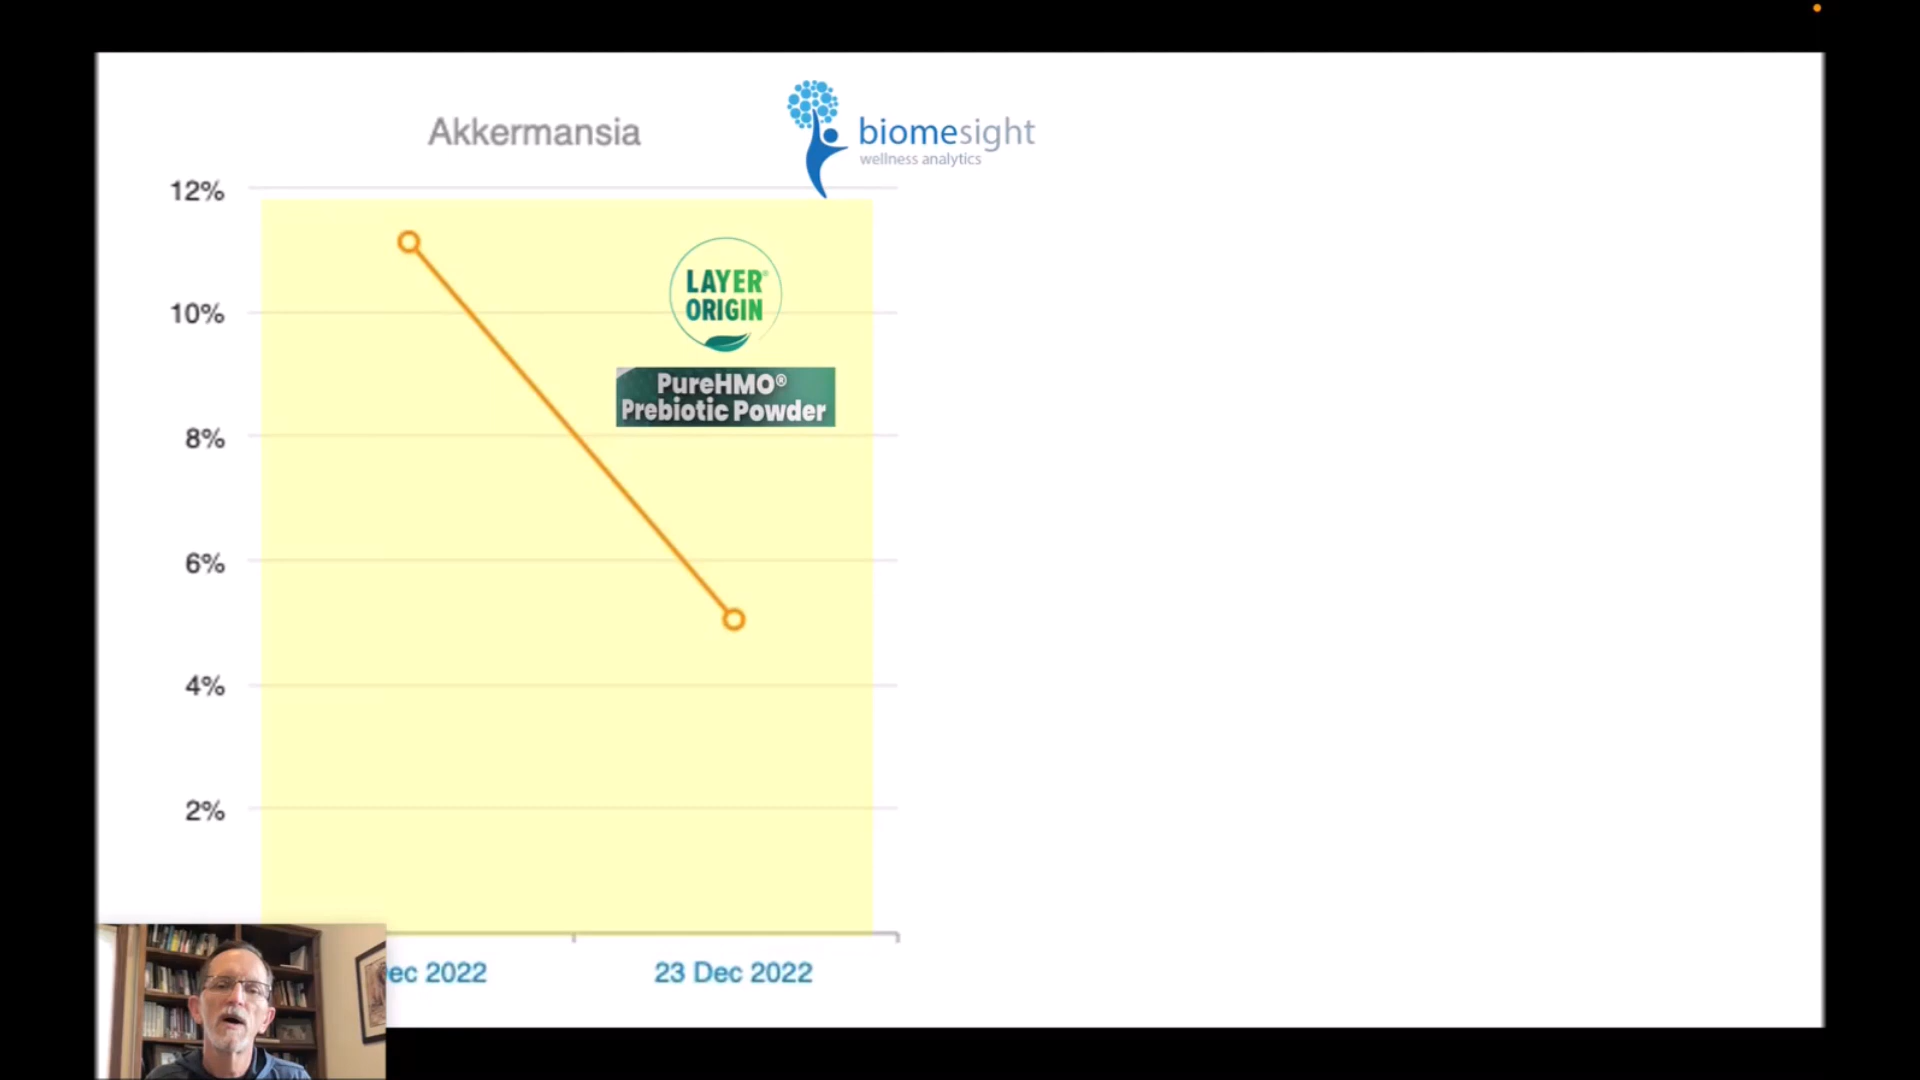 Akkermansia
biomesight
wellness analytics
12%
10%
8%
6%
4%
2%
LAYER®
ORIGIN
PureHMO®
Prebiotic Powder
2022
23 Dec 2022